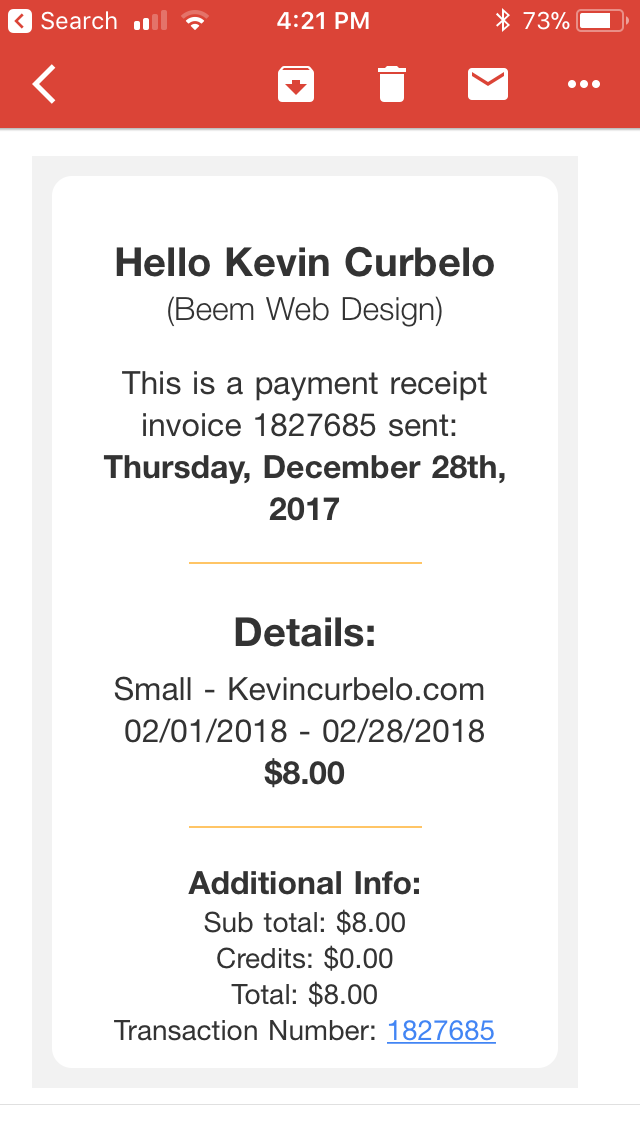 Search 4:21 PM 73%
Hello Kevin Curbelo
(Beem Web Design)
This is a payment receipt
invoice 1827685 sent:
Thursday, December 28th,
2017
Details:
Small - Kevincurbelo.com
02/01/2018 - 02/28/2018
$8.00
Additional Info:
Sub total: $8.00
Credits: $0.00
Total: $8.00
Transaction Number: 1827685